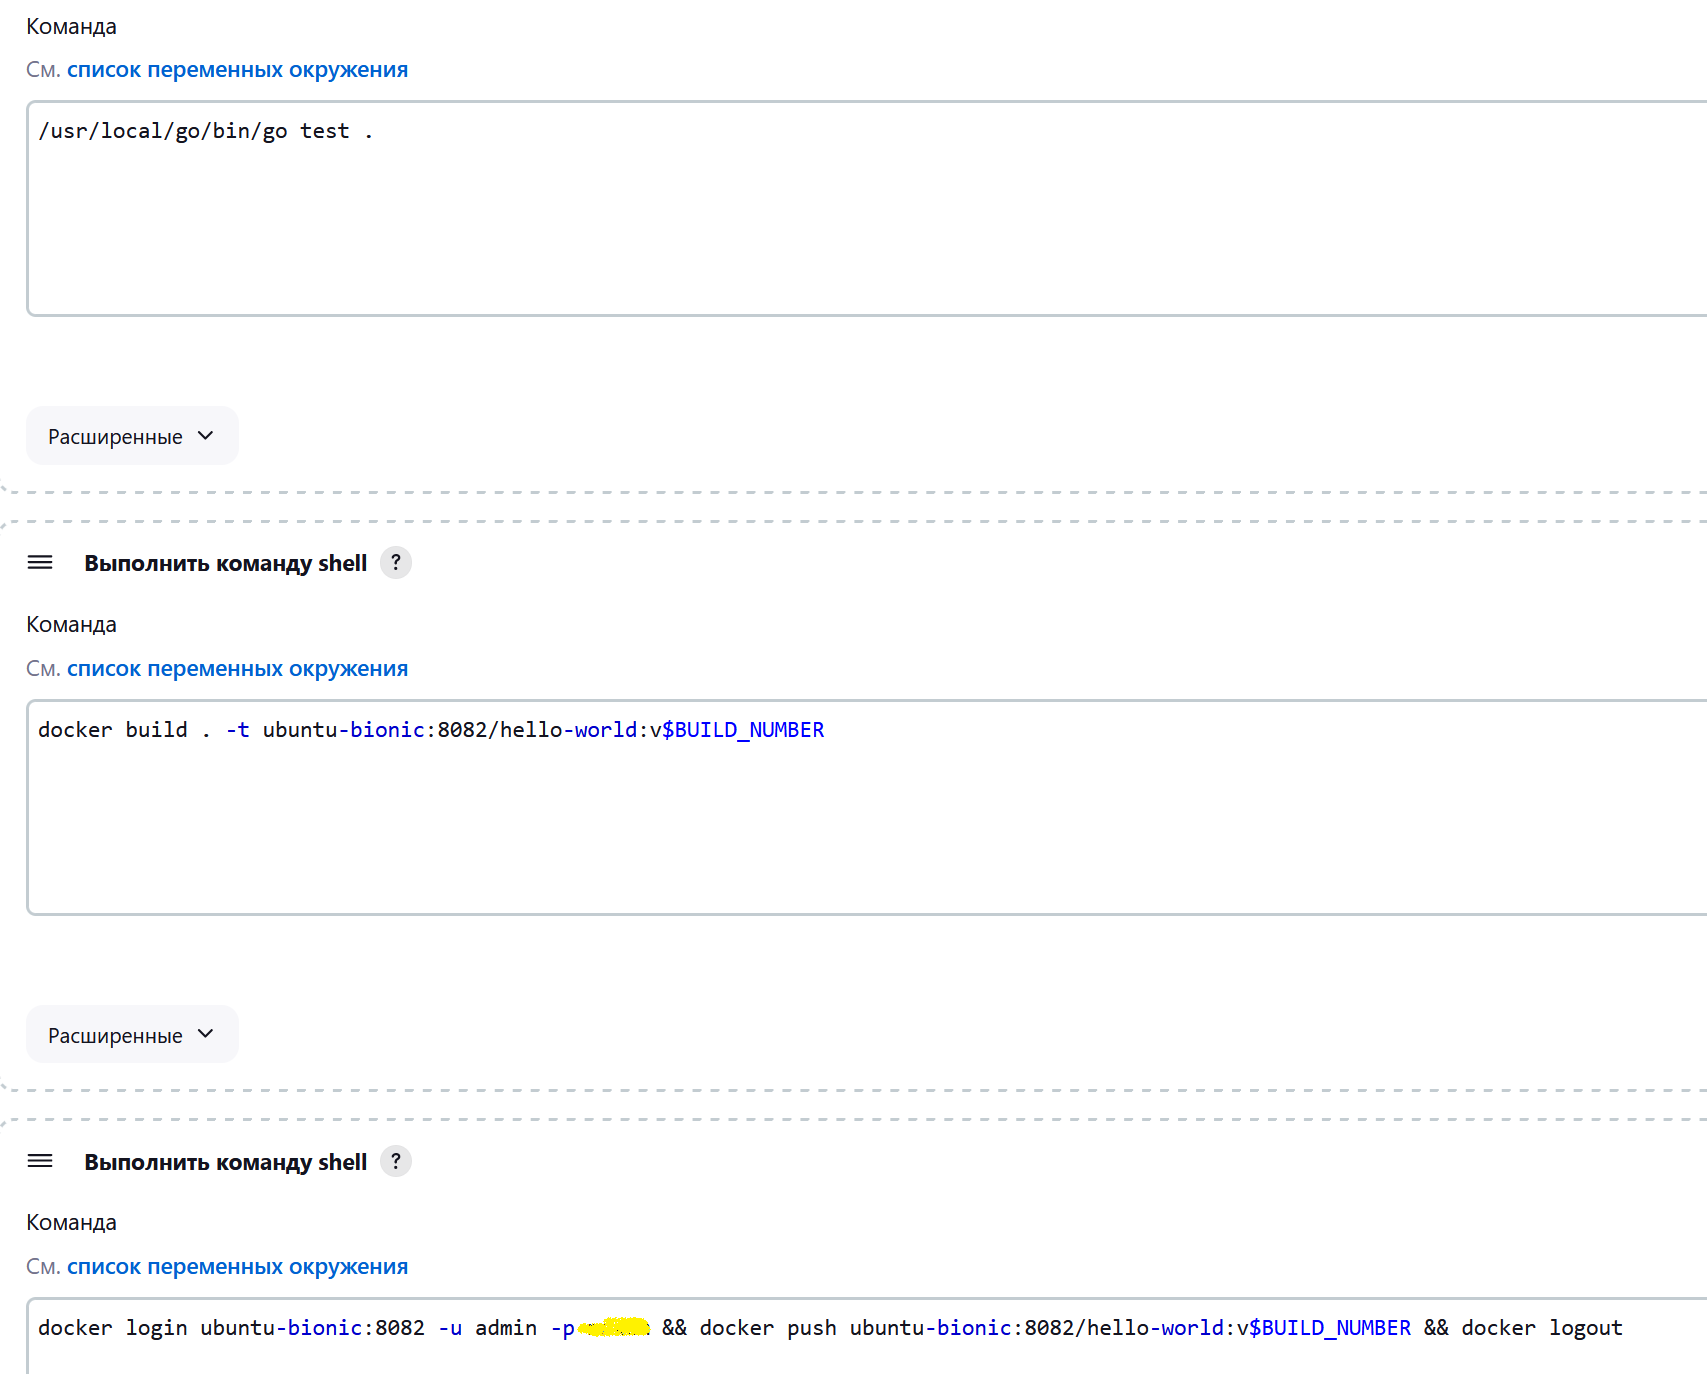 Команда
См. список переменных окружения
/usr/local/go/bin/go test .
Расширенные
Выполнить команду shell ?
Команда
См. список переменных окружения
docker build . -t ubuntu-bionic:8082/hello-world:v$BUILD_NUMBER
Расширенные
Выполнить команду shell ?
Команда
См. список переменных окружения
docker login ubuntu-bionic:8082 -u admin -p && docker push ubuntu-bionic:8082/hello-world:v$BUILD_NUMBER && docker logout